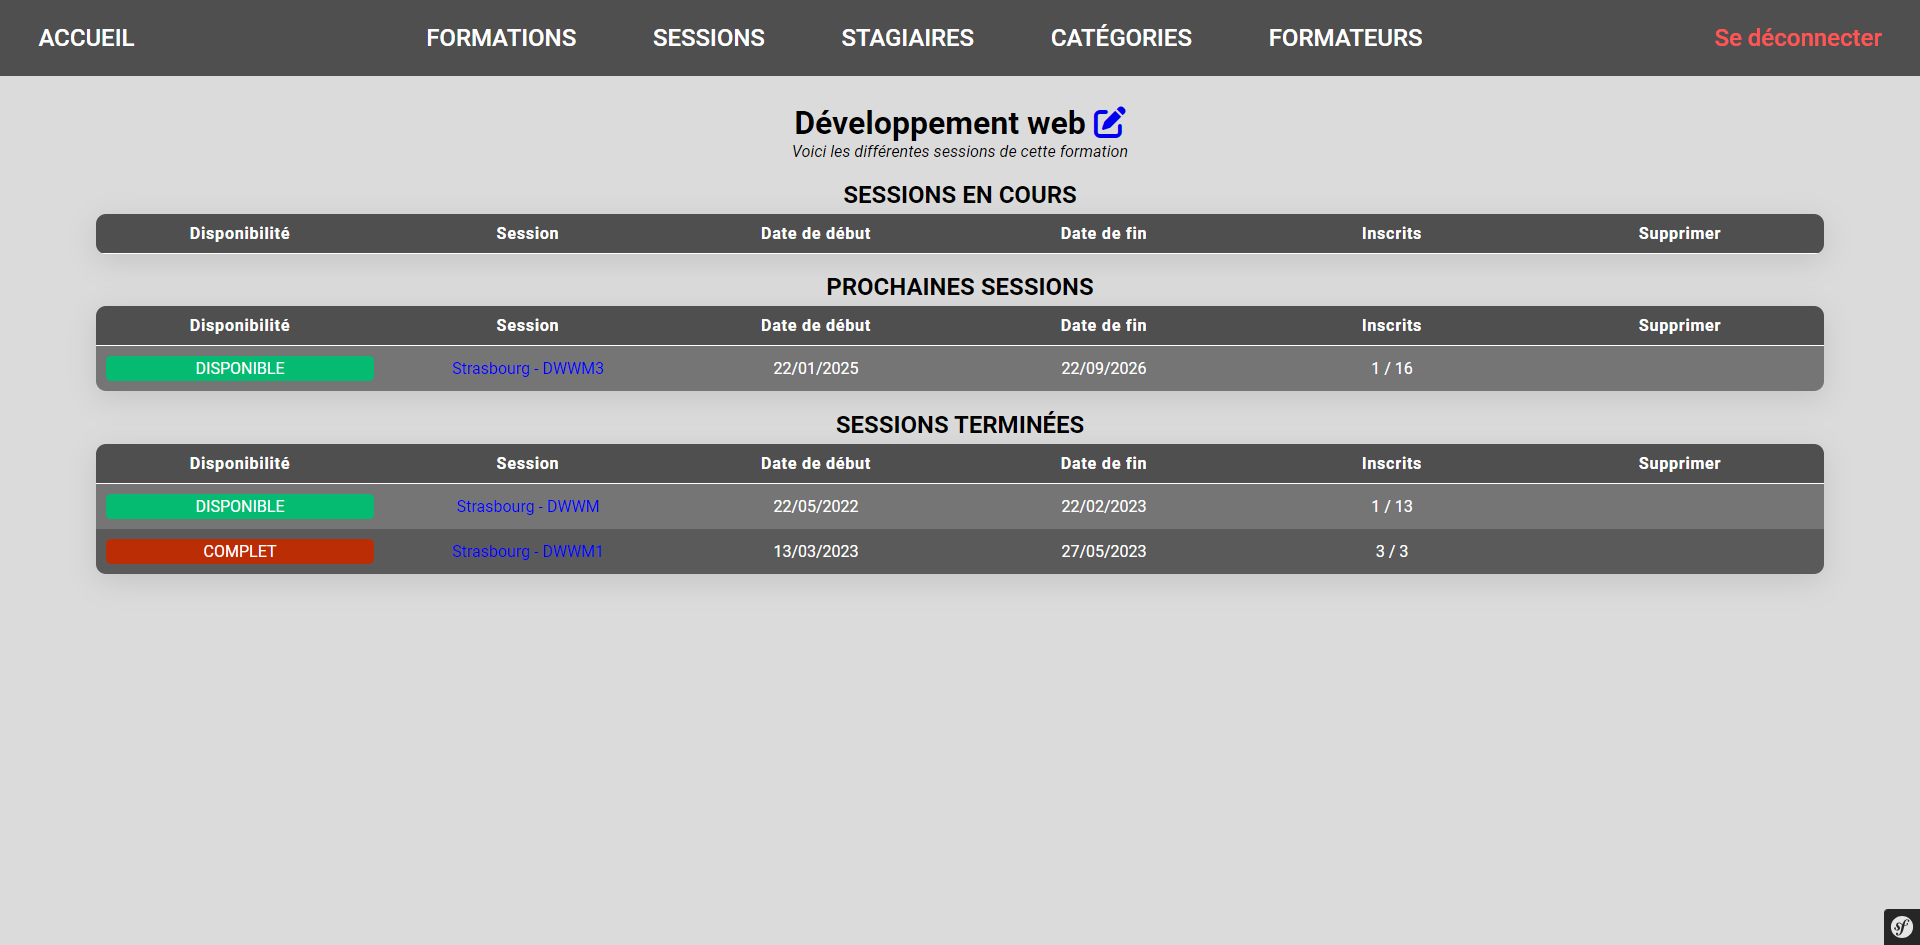 ACCUEIL FORMATIONS SESSIONS STAGIAIRES CATÉGORIES FORMATEURS Se déconnecter
Développement web
Voici les différentes sessions de cette formation
SESSIONS EN COURS
Disponibilité Session Date de début Date de fin Inscrits Supprimer
PROCHAINES SESSIONS
Disponibilité Session Date de début Date de fin Inscrits Supprimer
DISPONIBLE Strasbourg - DWWM3 22/01/2025 22/09/2026 1 / 16
SESSIONS TERMINÉES
Disponibilité Session Date de début Date de fin Inscrits Supprimer
DISPONIBLE Strasbourg - DWWM 22/05/2022 22/02/2023 1 / 13
COMPLET Strasbourg - DWWM1 13/03/2023 27/05/2023 3 / 3
sf